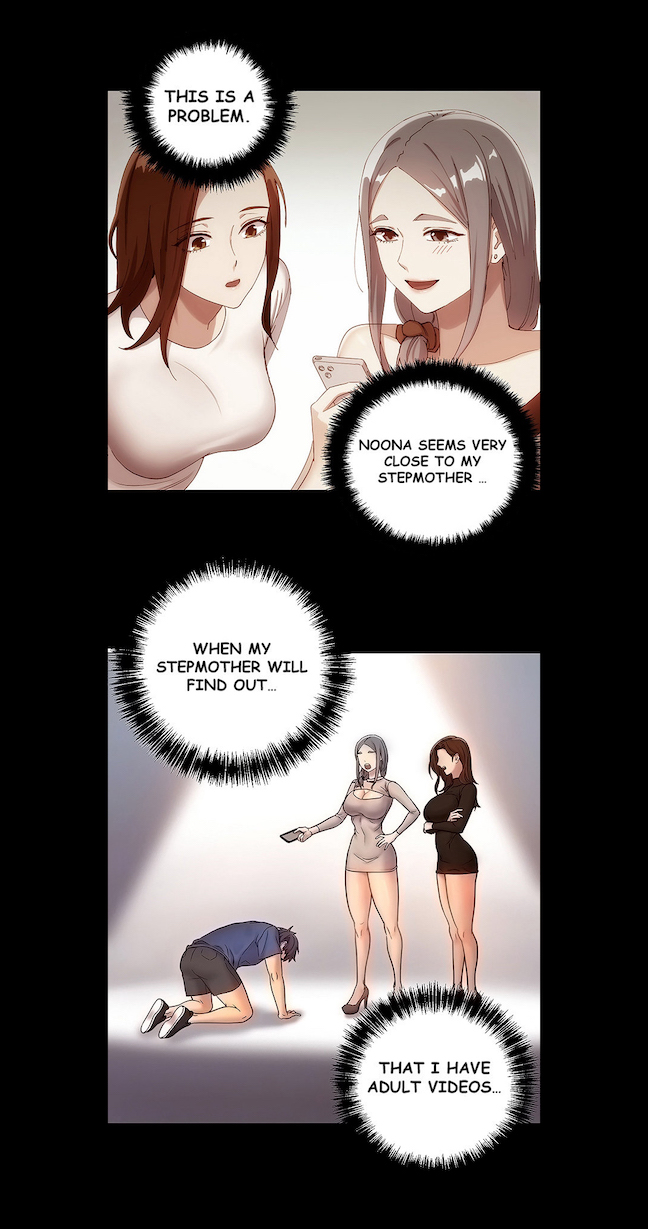 THIS IS A
PROBLEM.
NOONA SEEMS VERY
CLOSE TO MY
STEPMOTHER ...
WHEN MY
STEPMOTHER WILL
FIND OUT...
THAT I HAVE
ADULT VIDEOS...